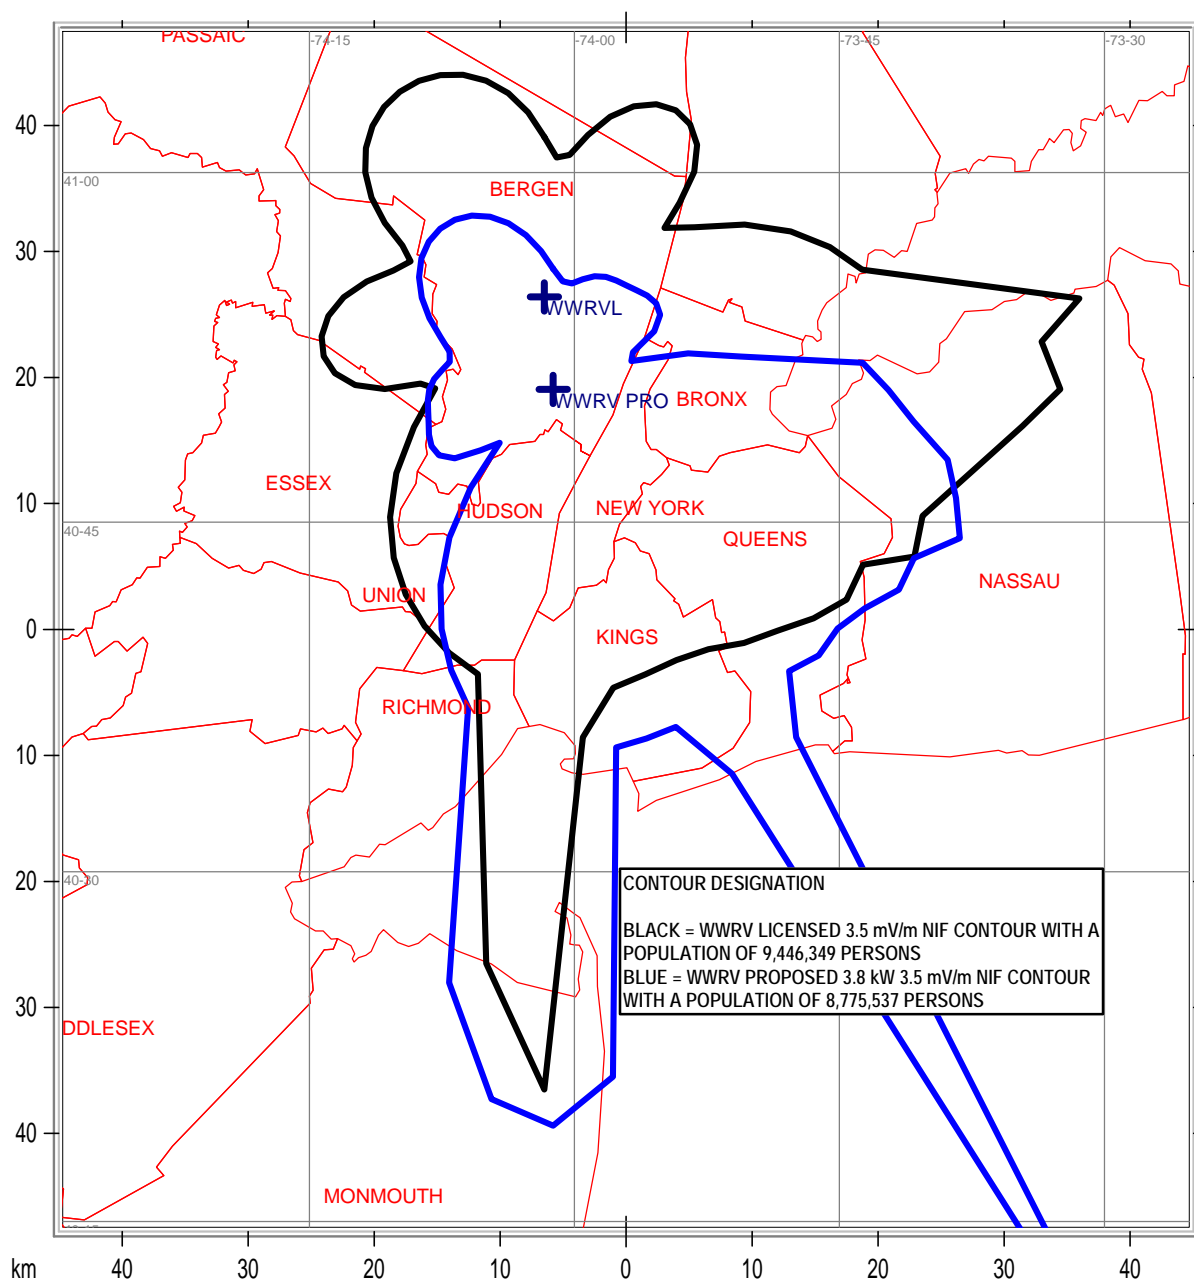 PASSAIC
-74-15
-74-00
-73-45
-73-30
40
41-00
BERGEN
30
WWRVL
20
WWRV PRO
BRONX
ESSEX
10
HUDSON
NEW YORK
40-45
QUEENS
UNION
NASSAU
0
KINGS
RICHMOND
10
20
40-30
CONTOUR DESIGNATION
BLACK = WWRV LICENSED 3.5 mV/m NIF CONTOUR WITH A
POPULATION OF 9,446,349 PERSONS
BLUE = WWRV PROPOSED 3.8 kW 3.5 mV/m NIF CONTOUR
WITH A POPULATION OF 8,775,537 PERSONS
30
DDLESEX
40
MONMOUTH
km 40 30 20 10 0 10 20 30 40